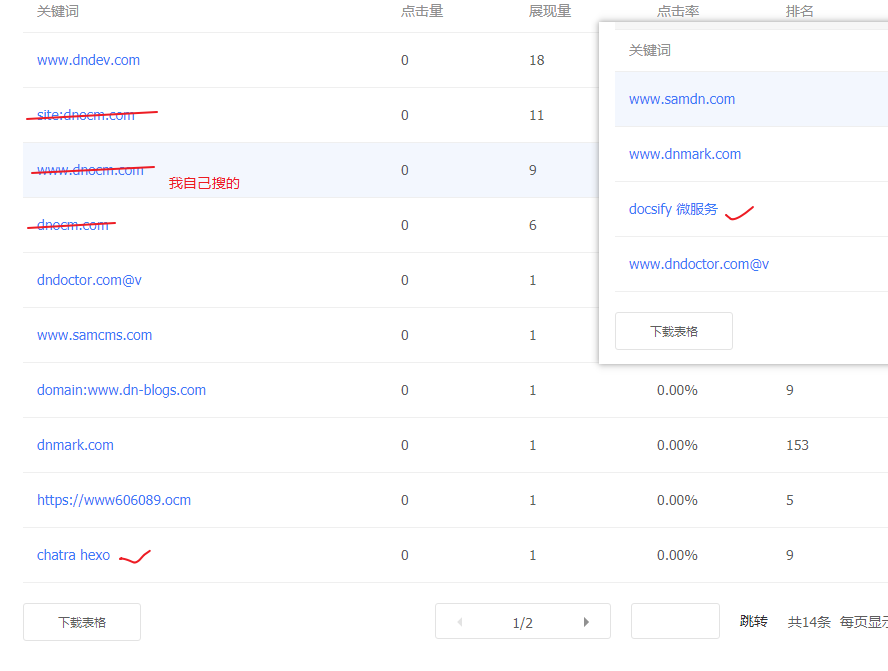 关键词 点击量 展现量 点击率 排名
www.dndev.com 0 18
site:dnocm.com 0 11
www.dnocm.com 0 9
我自己搜的
dnocm.com 0 6
dndoctor.com@v 0 1
www.samcms.com 0 1
domain:www.dn-blogs.com 0 1 0.00% 9
dnmark.com 0 1 0.00% 153
https://www606089.ocm 0 1 0.00% 5
chatra hexo 0 1 0.00% 9
下载表格 1/2 跳转 共14条 每页显示
关键词
www.samdn.com
www.dnmark.com
docsify 微服务
www.dndoctor.com@v
下载表格